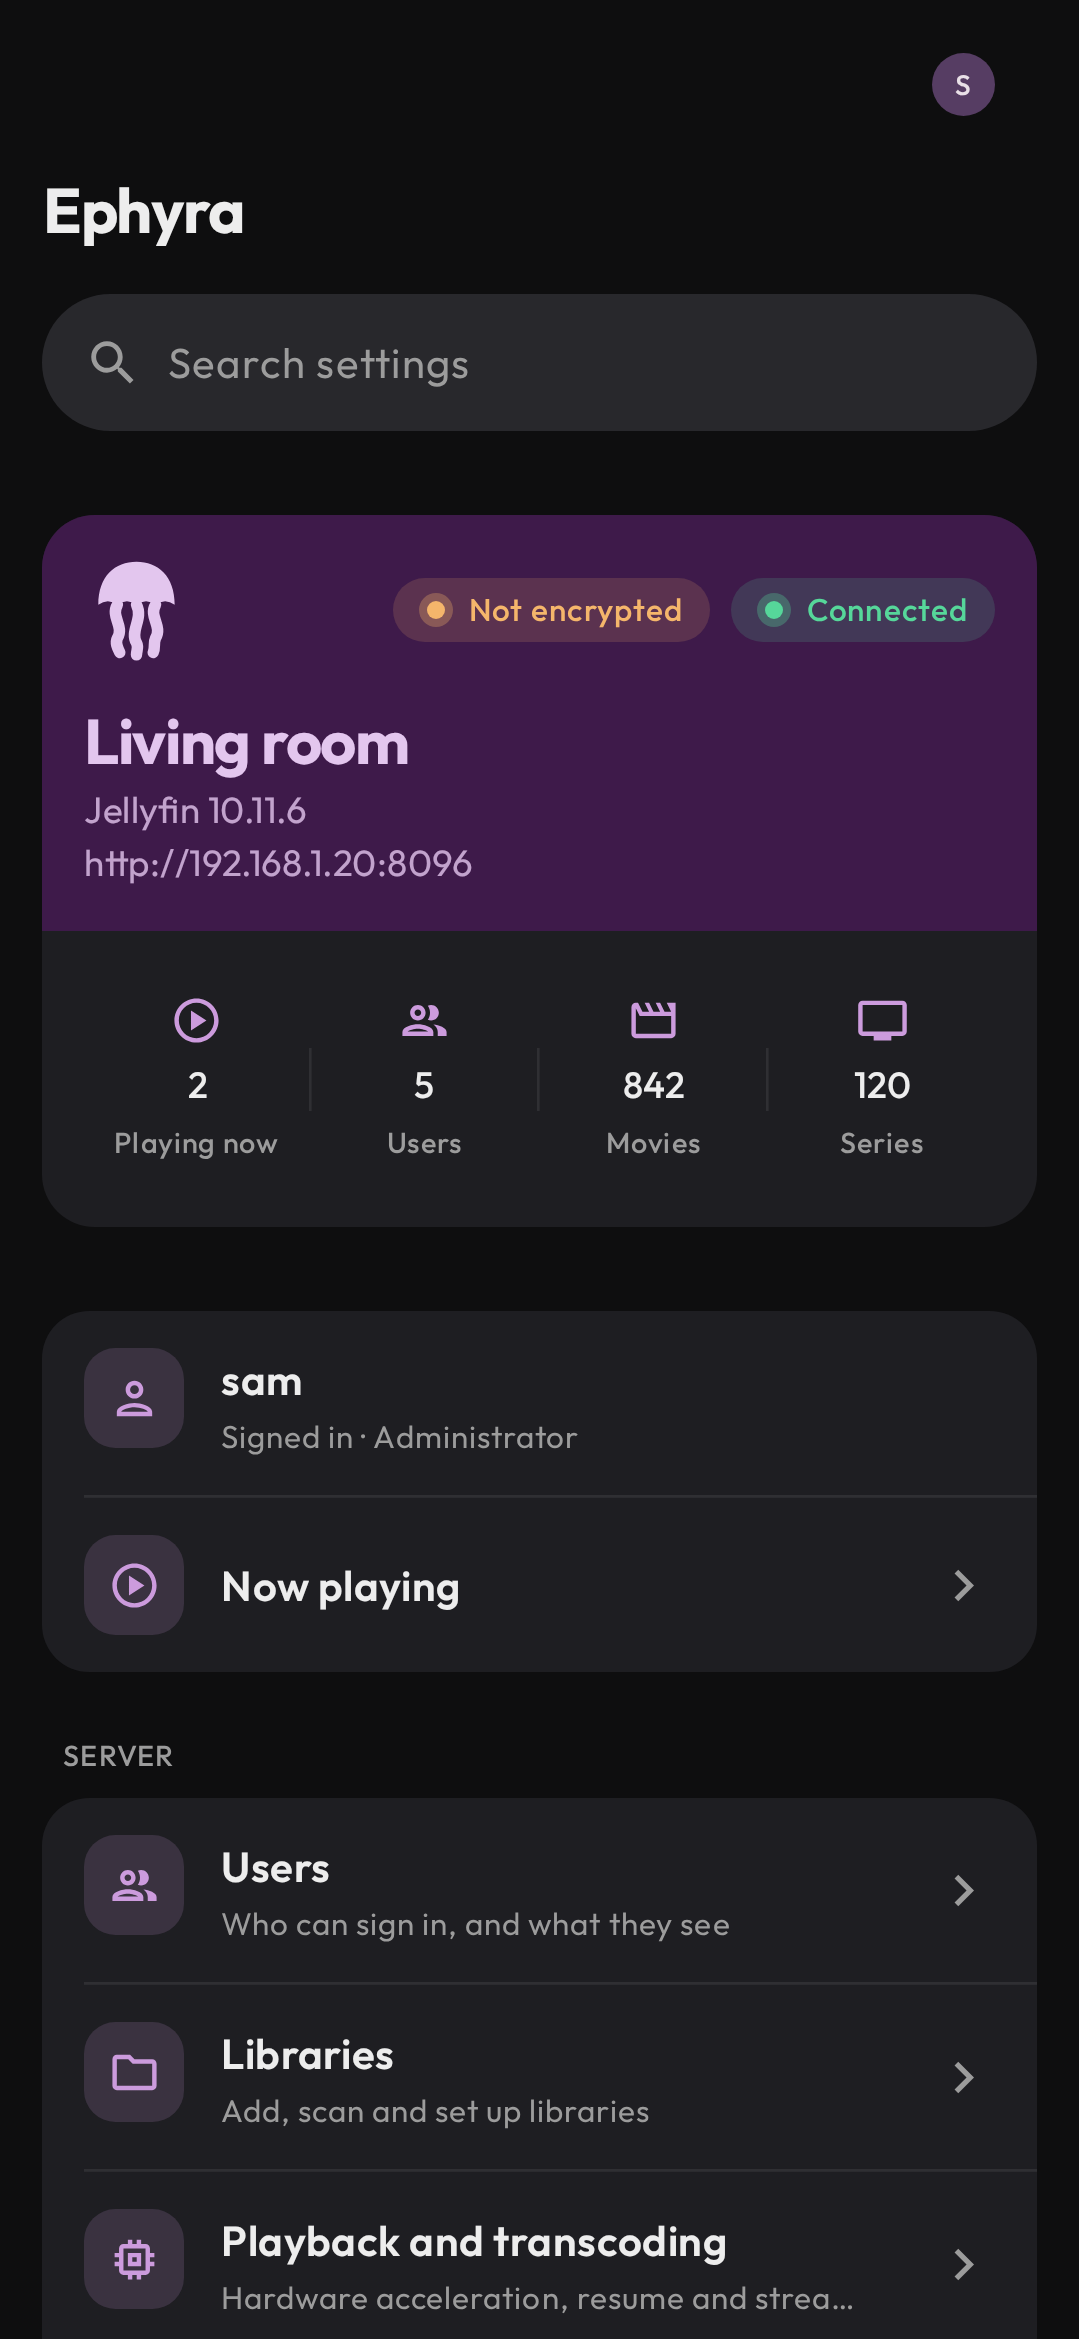 S
Ephyra
Search settings
Not encrypted
Connected
Living room
Jellyfin 10.11.6
http://192.168.1.20:8096
2
5
842
120
Playing now
Users
Movies
Series
sam
Signed in · Administrator
Now playing
SERVER
Users
Who can sign in, and what they see
Libraries
Add, scan and set up libraries
Playback and transcoding
Hardware acceleration, resume and strea...